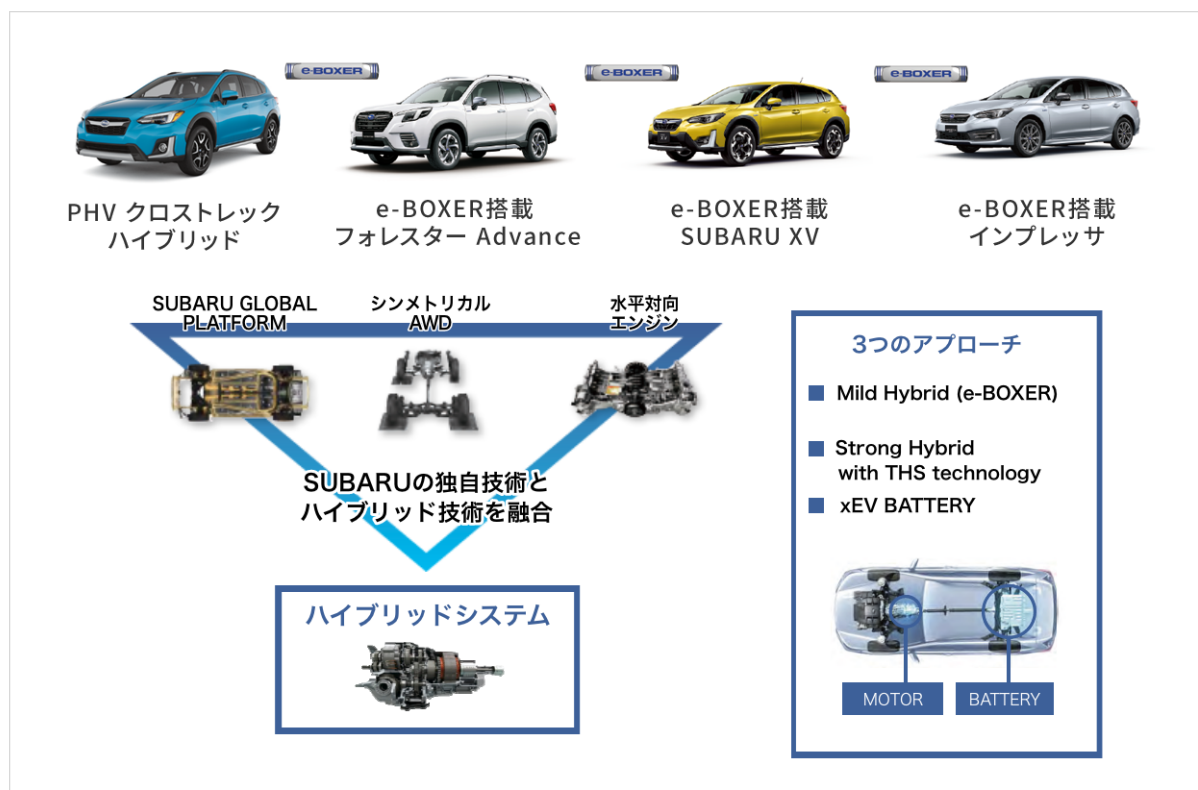 e-BOXER
e-BOXER
e-BOXER
PHV クロストレック
ハイブリッド
e-BOXER搭載
フォレスター Advance
e-BOXER搭載
SUBARU XV
e-BOXER搭載
インプレッサ
SUBARU GLOBAL
PLATFORM
シンメトリカル
AWD
水平対向
エンジン
SUBARUの独自技術と
ハイブリッド技術を融合
ハイブリッドシステム
3つのアプローチ
Mild Hybrid (e-BOXER)
Strong Hybrid
with THS technology
xEV BATTERY
MOTOR
BATTERY